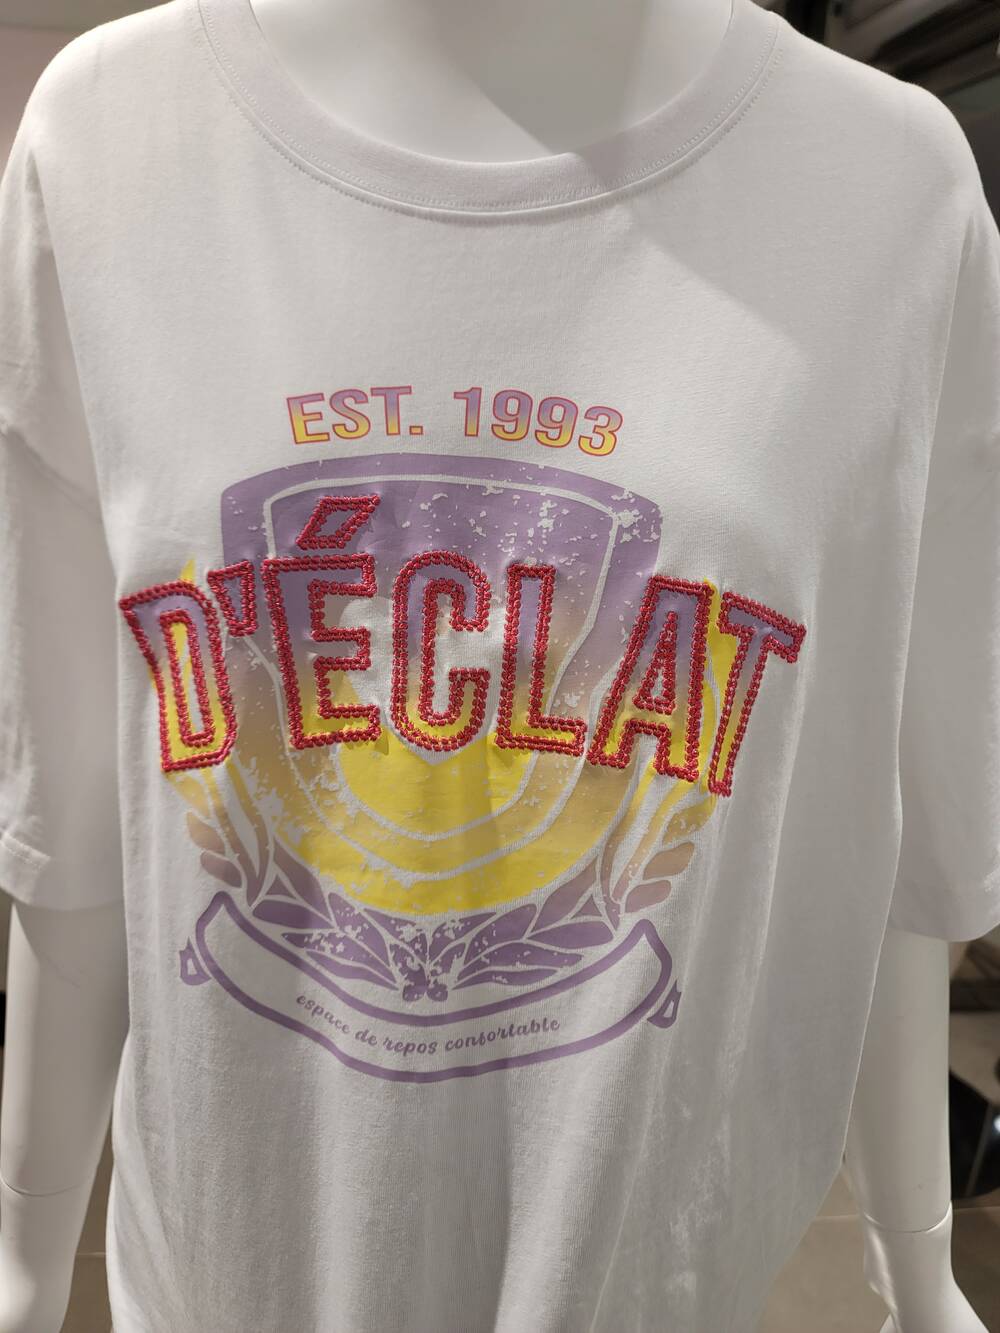 EST. 1993
D'ÉCLAT
espace de repos confortable